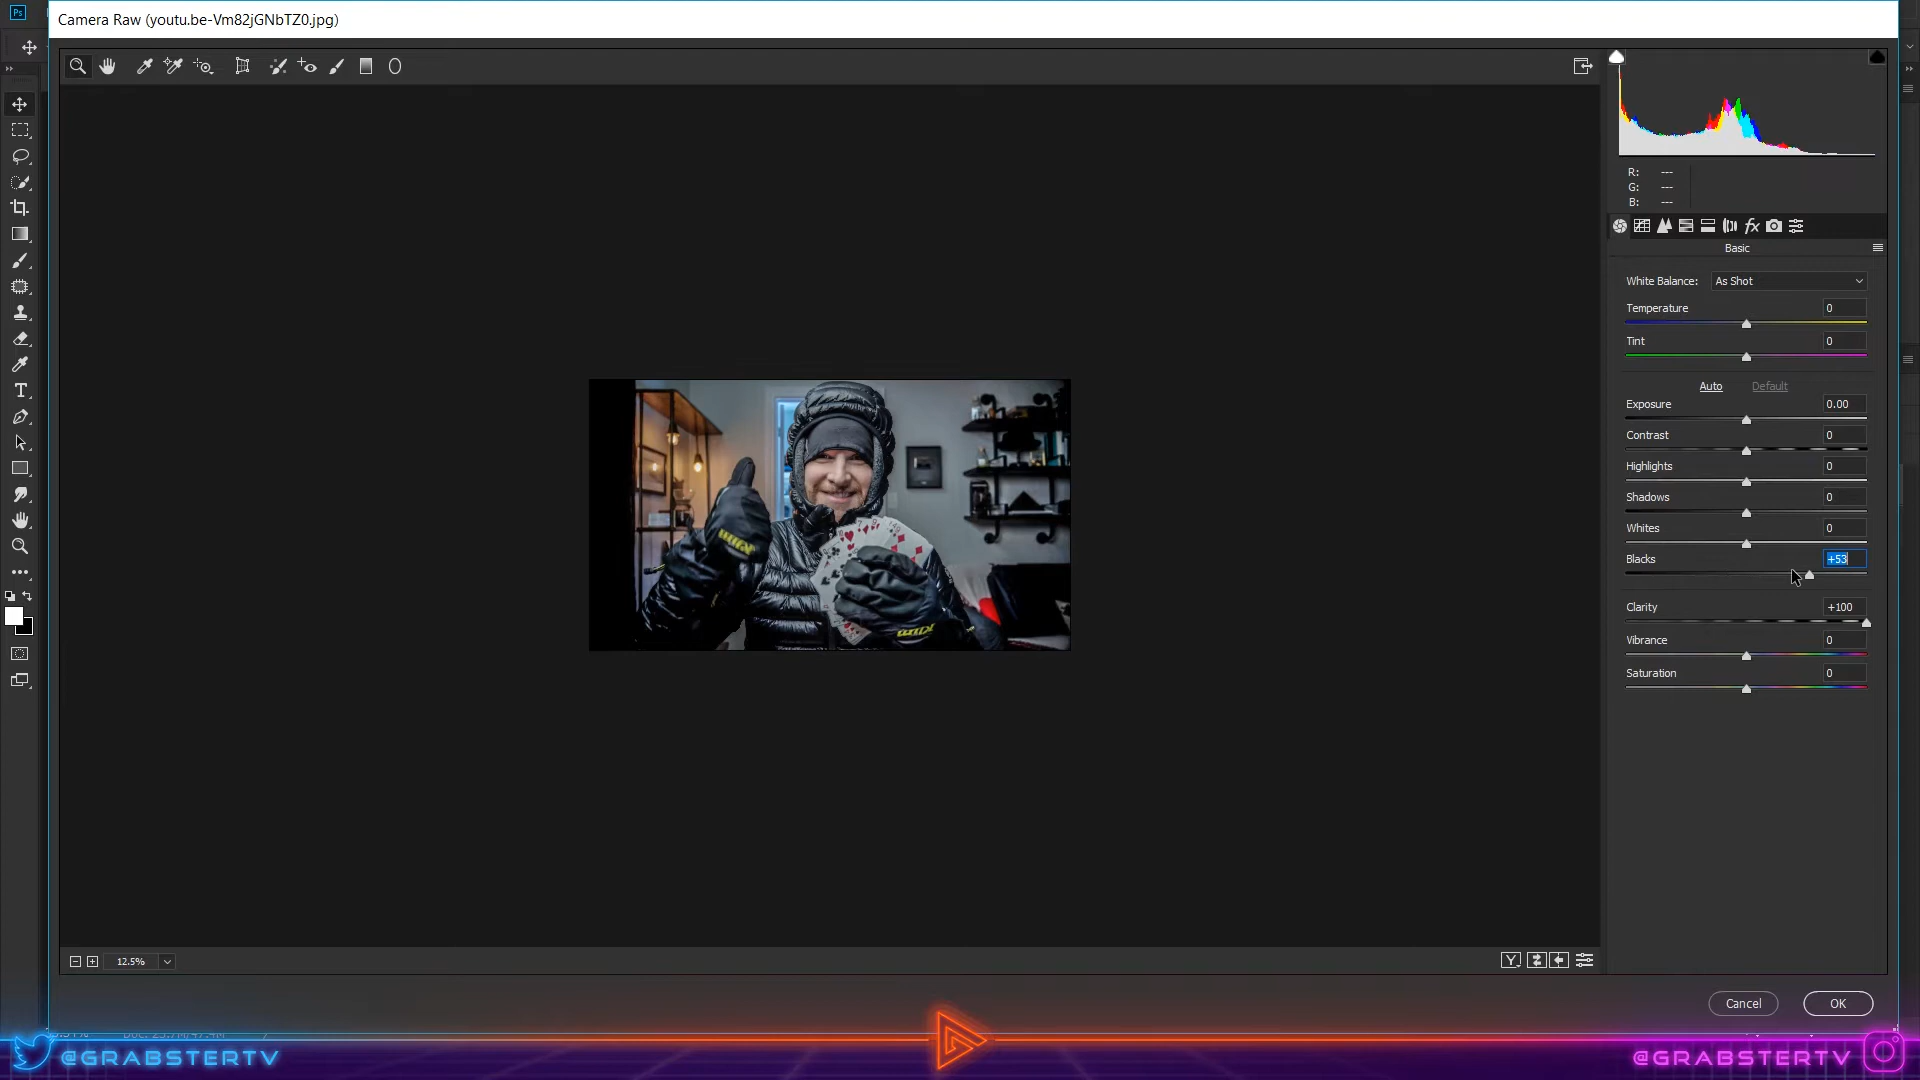 Ps
Camera Raw (youtu.be-Vm82jGNbTZ0.jpg)
R: ---
G: ---
B: ---
fx
Basic
White Balance: As Shot
Temperature 0
Tint 0
Auto Default
Exposure 0.00
Contrast 0
Highlights 0
Shadows 0
Whites 0
Blacks +53
Clarity +100
Vibrance 0
Saturation 0
T
12.5%
Y
Cancel OK
@GRABSTERTV
@GRABSTERTV